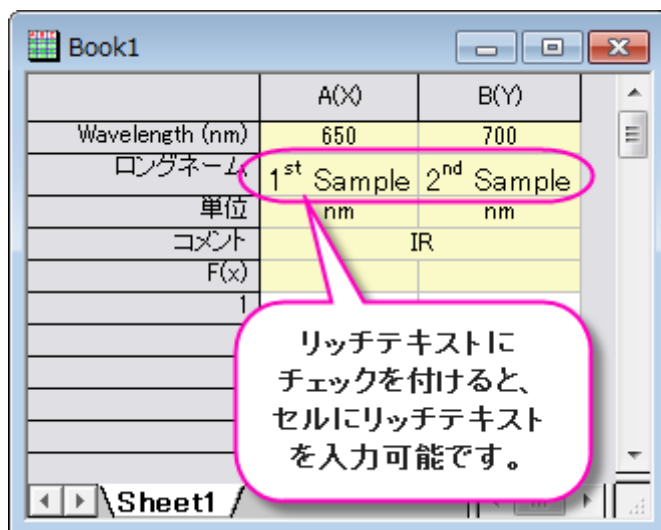 Book1
A(X) B(Y)
Wavelength (nm) 650 700
ロングネーム 1st Sample 2nd Sample
単位 nm nm
コメント IR
F(x)
1
リッチテキストに
チェックを付けると、
セルにリッチテキスト
を入力可能です。
Sheet1